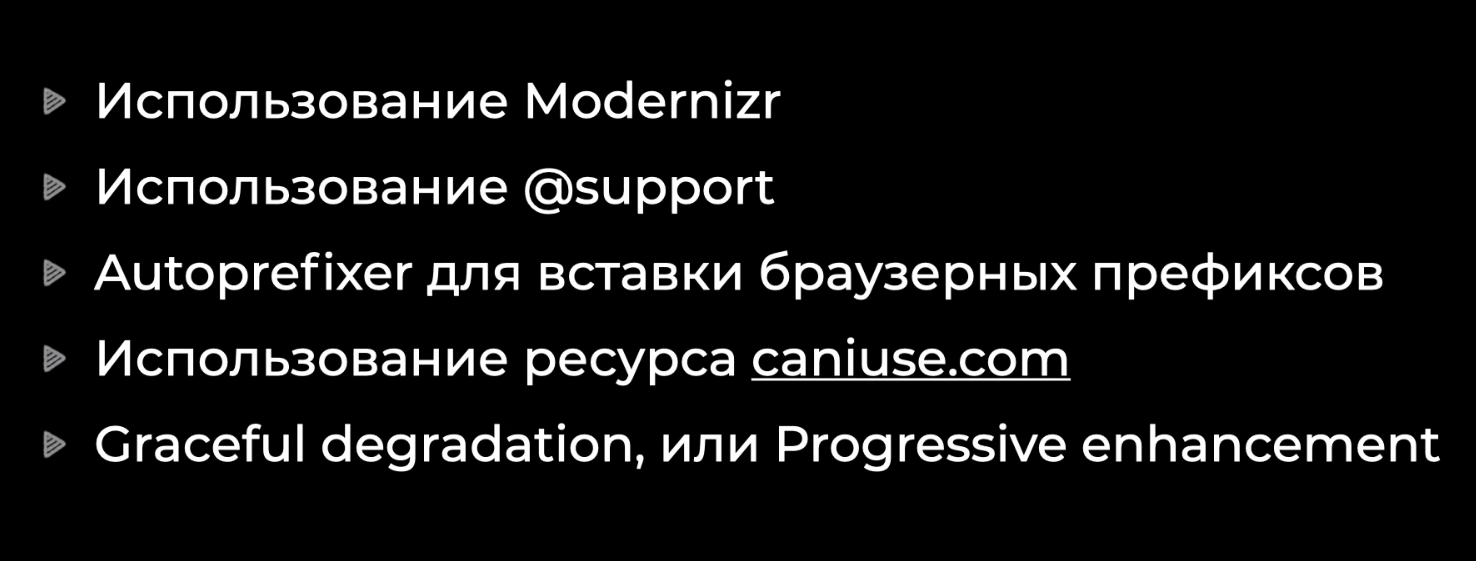 Использование Modernizr
Использование @support
Autoprefixer для вставки браузерных префиксов
Использование ресурса caniuse.com
Graceful degradation, или Progressive enhancement